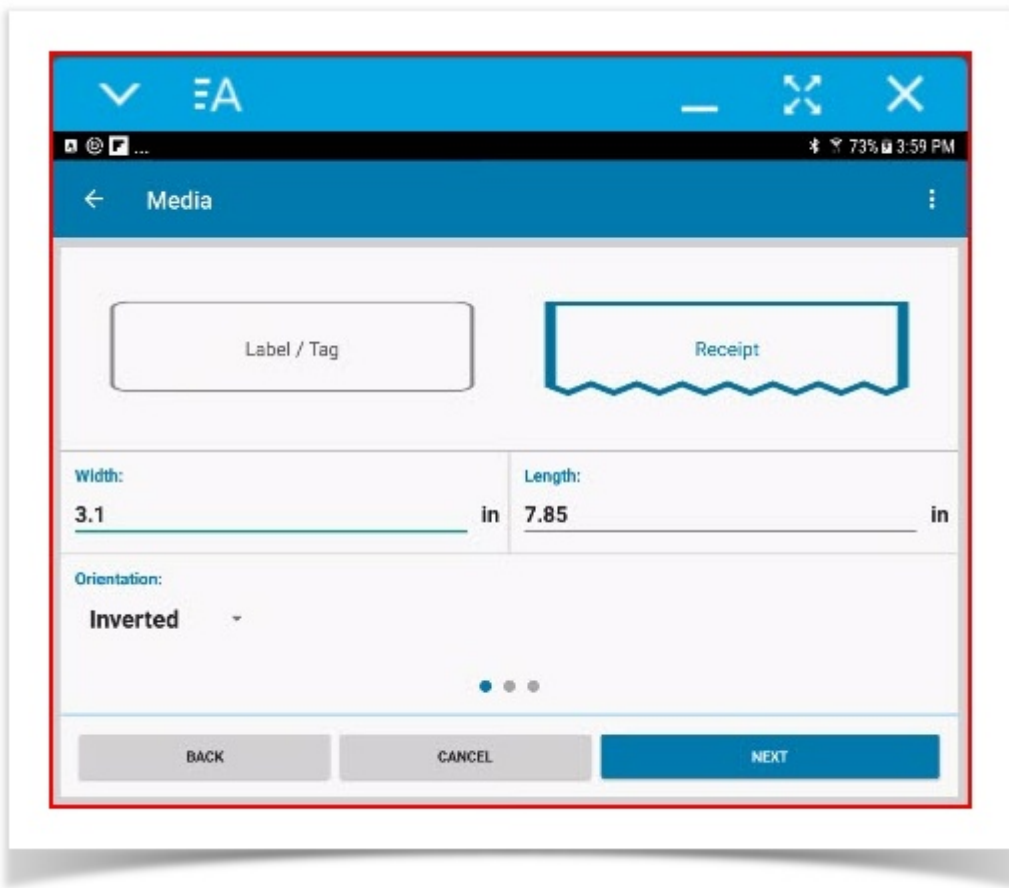 A
...
73% 3:59 PM
Media
Label / Tag
Receipt
Width:
Length:
3.1 in
7.85 in
Orientation:
Inverted
BACK
CANCEL
NEXT